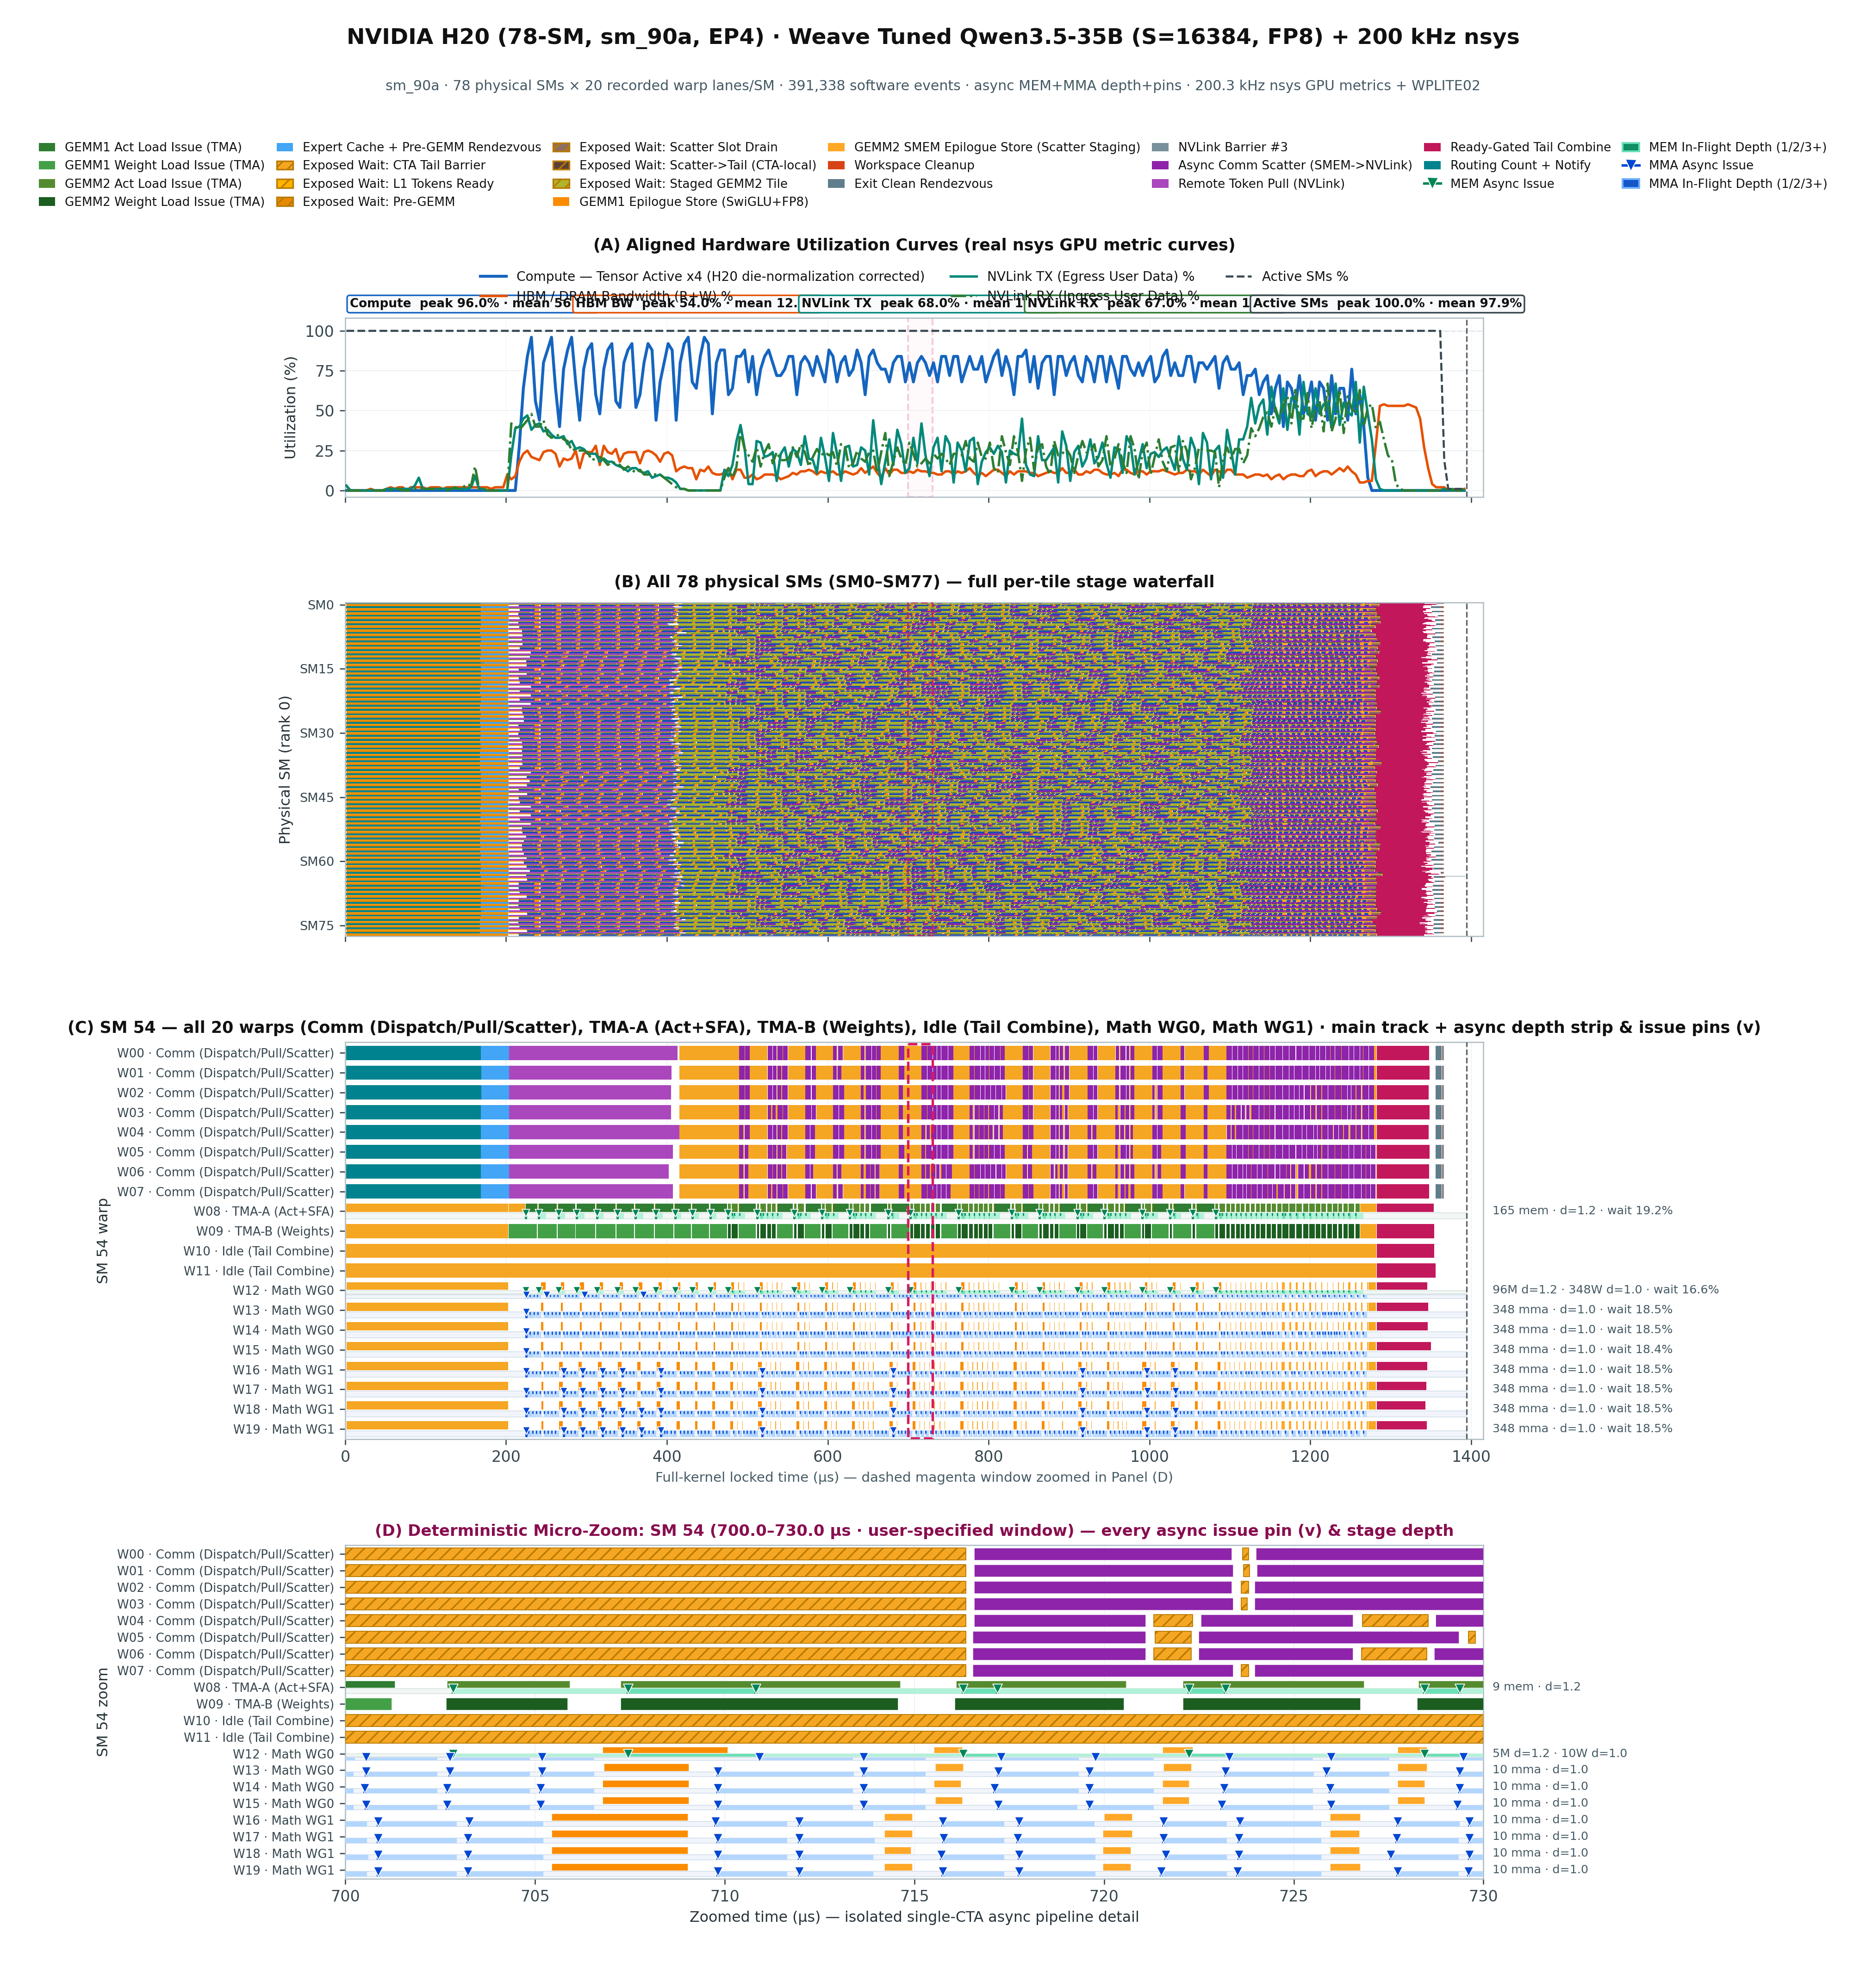 NVIDIA H20 (78-SM, sm_90a, EP4) · Weave Tuned Qwen3.5-35B (S=16384, FP8) + 200 kHz nsys
sm_90a · 78 physical SMs × 20 recorded warp lanes/SM · 391,338 software events · async MEM+MMA depth+pins · 200.3 kHz nsys GPU metrics + WPLITE02
GEMM1 Act Load Issue (TMA)
GEMM1 Weight Load Issue (TMA)
GEMM2 Act Load Issue (TMA)
GEMM2 Weight Load Issue (TMA)
Expert Cache + Pre-GEMM Rendezvous
Exposed Wait: CTA Tail Barrier
Exposed Wait: L1 Tokens Ready
Exposed Wait: Pre-GEMM
Exposed Wait: Scatter Slot Drain
Exposed Wait: Scatter->Tail (CTA-local)
Exposed Wait: Staged GEMM2 Tile
GEMM1 Epilogue Store (SwiGLU+FP8)
GEMM2 SMEM Epilogue Store (Scatter Staging)
Workspace Cleanup
Exit Clean Rendezvous
NVLink Barrier #3
Async Comm Scatter (SMEM->NVLink)
Remote Token Pull (NVLink)
Ready-Gated Tail Combine
Routing Count + Notify
MEM Async Issue
MEM In-Flight Depth (1/2/3+)
MMA Async Issue
MMA In-Flight Depth (1/2/3+)
(A) Aligned Hardware Utilization Curves (real nsys GPU metric curves)
Compute — Tensor Active x4 (H20 die-normalization corrected)
HBM / DRAM Bandwidth (R+W) %
NVLink TX (Egress User Data) %
NVLink RX (Ingress User Data) %
Active SMs %
Compute peak 96.0% · mean 56
HBM BW peak 54.0% · mean 12.
NVLink TX peak 68.0% · mean 1
NVLink RX peak 67.0% · mean 1
Active SMs peak 100.0% · mean 97.9%
Utilization (%)
100
75
50
25
0
(B) All 78 physical SMs (SM0–SM77) — full per-tile stage waterfall
Physical SM (rank 0)
SM0
SM15
SM30
SM45
SM60
SM75
(C) SM 54 — all 20 warps (Comm (Dispatch/Pull/Scatter), TMA-A (Act+SFA), TMA-B (Weights), Idle (Tail Combine), Math WG0, Math WG1) · main track + async depth strip & issue pins (v)
SM 54 warp
W00 · Comm (Dispatch/Pull/Scatter)
W01 · Comm (Dispatch/Pull/Scatter)
W02 · Comm (Dispatch/Pull/Scatter)
W03 · Comm (Dispatch/Pull/Scatter)
W04 · Comm (Dispatch/Pull/Scatter)
W05 · Comm (Dispatch/Pull/Scatter)
W06 · Comm (Dispatch/Pull/Scatter)
W07 · Comm (Dispatch/Pull/Scatter)
W08 · TMA-A (Act+SFA)
165 mem · d=1.2 · wait 19.2%
W09 · TMA-B (Weights)
W10 · Idle (Tail Combine)
W11 · Idle (Tail Combine)
W12 · Math WG0
96M d=1.2 · 348W d=1.0 · wait 16.6%
W13 · Math WG0
348 mma · d=1.0 · wait 18.5%
W14 · Math WG0
348 mma · d=1.0 · wait 18.5%
W15 · Math WG0
348 mma · d=1.0 · wait 18.4%
W16 · Math WG1
348 mma · d=1.0 · wait 18.5%
W17 · Math WG1
348 mma · d=1.0 · wait 18.5%
W18 · Math WG1
348 mma · d=1.0 · wait 18.5%
W19 · Math WG1
348 mma · d=1.0 · wait 18.5%
0 200 400 600 800 1000 1200 1400
Full-kernel locked time (µs) — dashed magenta window zoomed in Panel (D)
(D) Deterministic Micro-Zoom: SM 54 (700.0–730.0 µs · user-specified window) — every async issue pin (v) & stage depth
SM 54 zoom
W00 · Comm (Dispatch/Pull/Scatter)
W01 · Comm (Dispatch/Pull/Scatter)
W02 · Comm (Dispatch/Pull/Scatter)
W03 · Comm (Dispatch/Pull/Scatter)
W04 · Comm (Dispatch/Pull/Scatter)
W05 · Comm (Dispatch/Pull/Scatter)
W06 · Comm (Dispatch/Pull/Scatter)
W07 · Comm (Dispatch/Pull/Scatter)
W08 · TMA-A (Act+SFA)
9 mem · d=1.2
W09 · TMA-B (Weights)
W10 · Idle (Tail Combine)
W11 · Idle (Tail Combine)
W12 · Math WG0
5M d=1.2 · 10W d=1.0
W13 · Math WG0
10 mma · d=1.0
W14 · Math WG0
10 mma · d=1.0
W15 · Math WG0
10 mma · d=1.0
W16 · Math WG1
10 mma · d=1.0
W17 · Math WG1
10 mma · d=1.0
W18 · Math WG1
10 mma · d=1.0
W19 · Math WG1
10 mma · d=1.0
700 705 710 715 720 725 730
Zoomed time (µs) — isolated single-CTA async pipeline detail